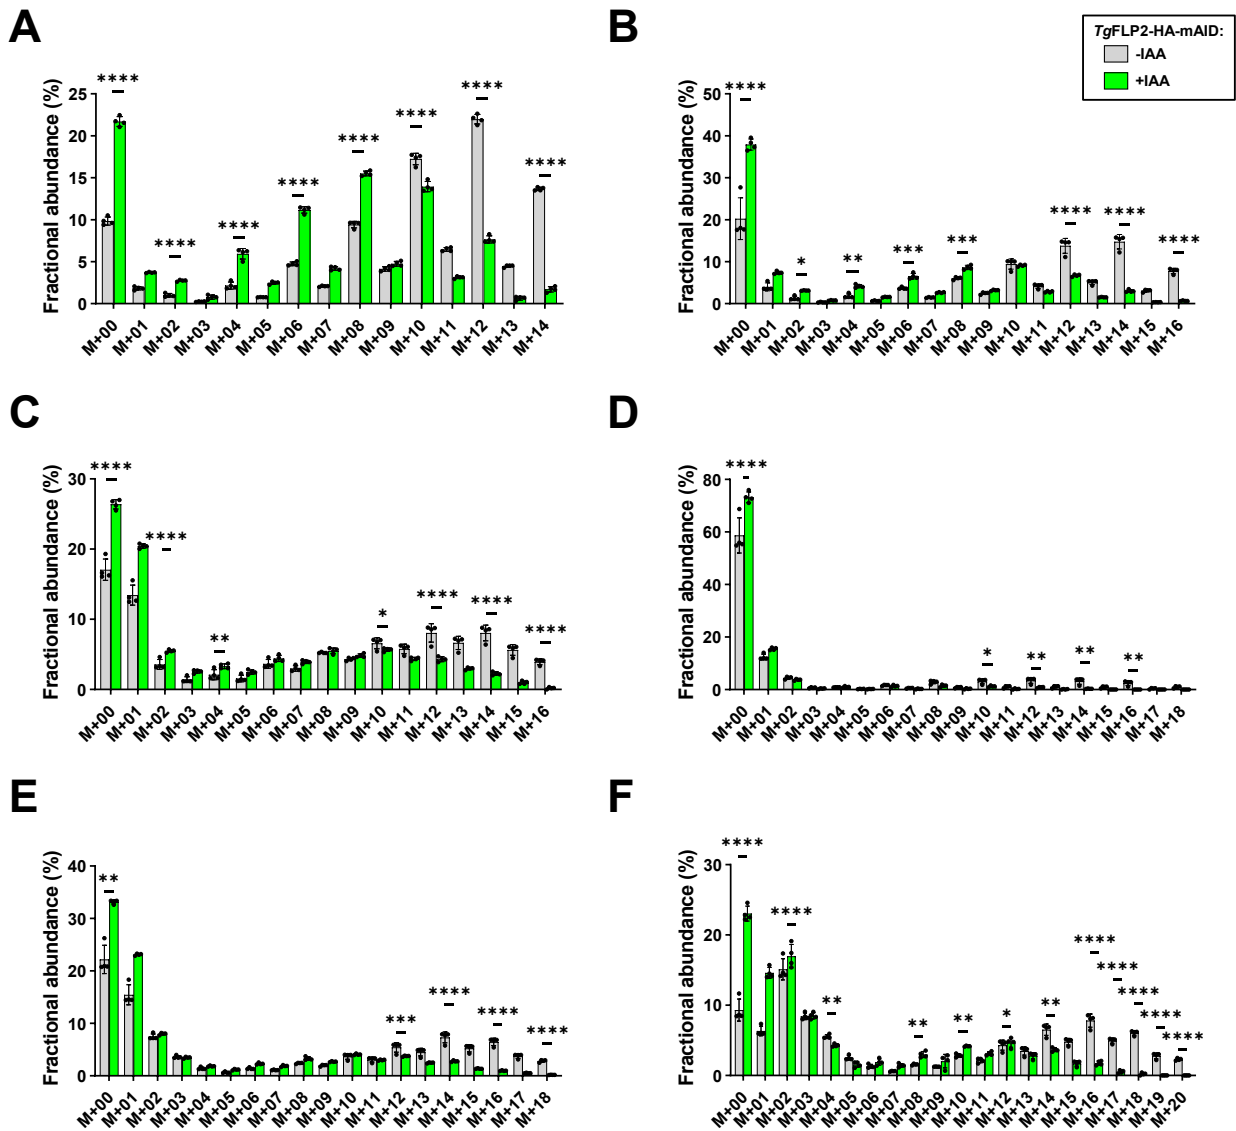 A
B
TgFLP2-HA-mAID:
-IAA
+IAA
Fractional abundance (%)
25
20
15
10
5
0
**** **** **** **** **** **** **** ****
M+00 M+01 M+02 M+03 M+04 M+05 M+06 M+07 M+08 M+09 M+10 M+11 M+12 M+13 M+14
Fractional abundance (%)
50
40
30
20
10
0
**** * ** *** *** **** **** ****
M+00 M+01 M+02 M+03 M+04 M+05 M+06 M+07 M+08 M+09 M+10 M+11 M+12 M+13 M+14 M+15 M+16
C
D
Fractional abundance (%)
30
20
10
0
**** **** ** * **** **** ****
M+00 M+01 M+02 M+03 M+04 M+05 M+06 M+07 M+08 M+09 M+10 M+11 M+12 M+13 M+14 M+15 M+16
Fractional abundance (%)
80
60
40
20
0
**** * ** ** **
M+00 M+01 M+02 M+03 M+04 M+05 M+06 M+07 M+08 M+09 M+10 M+11 M+12 M+13 M+14 M+15 M+16 M+17 M+18
E
F
Fractional abundance (%)
40
30
20
10
0
** *** **** **** ****
M+00 M+01 M+02 M+03 M+04 M+05 M+06 M+07 M+08 M+09 M+10 M+11 M+12 M+13 M+14 M+15 M+16 M+17 M+18
Fractional abundance (%)
30
20
10
0
**** **** ** ** ** * ** **** **** **** **** ****
M+00 M+01 M+02 M+03 M+04 M+05 M+06 M+07 M+08 M+09 M+10 M+11 M+12 M+13 M+14 M+15 M+16 M+17 M+18 M+19 M+20